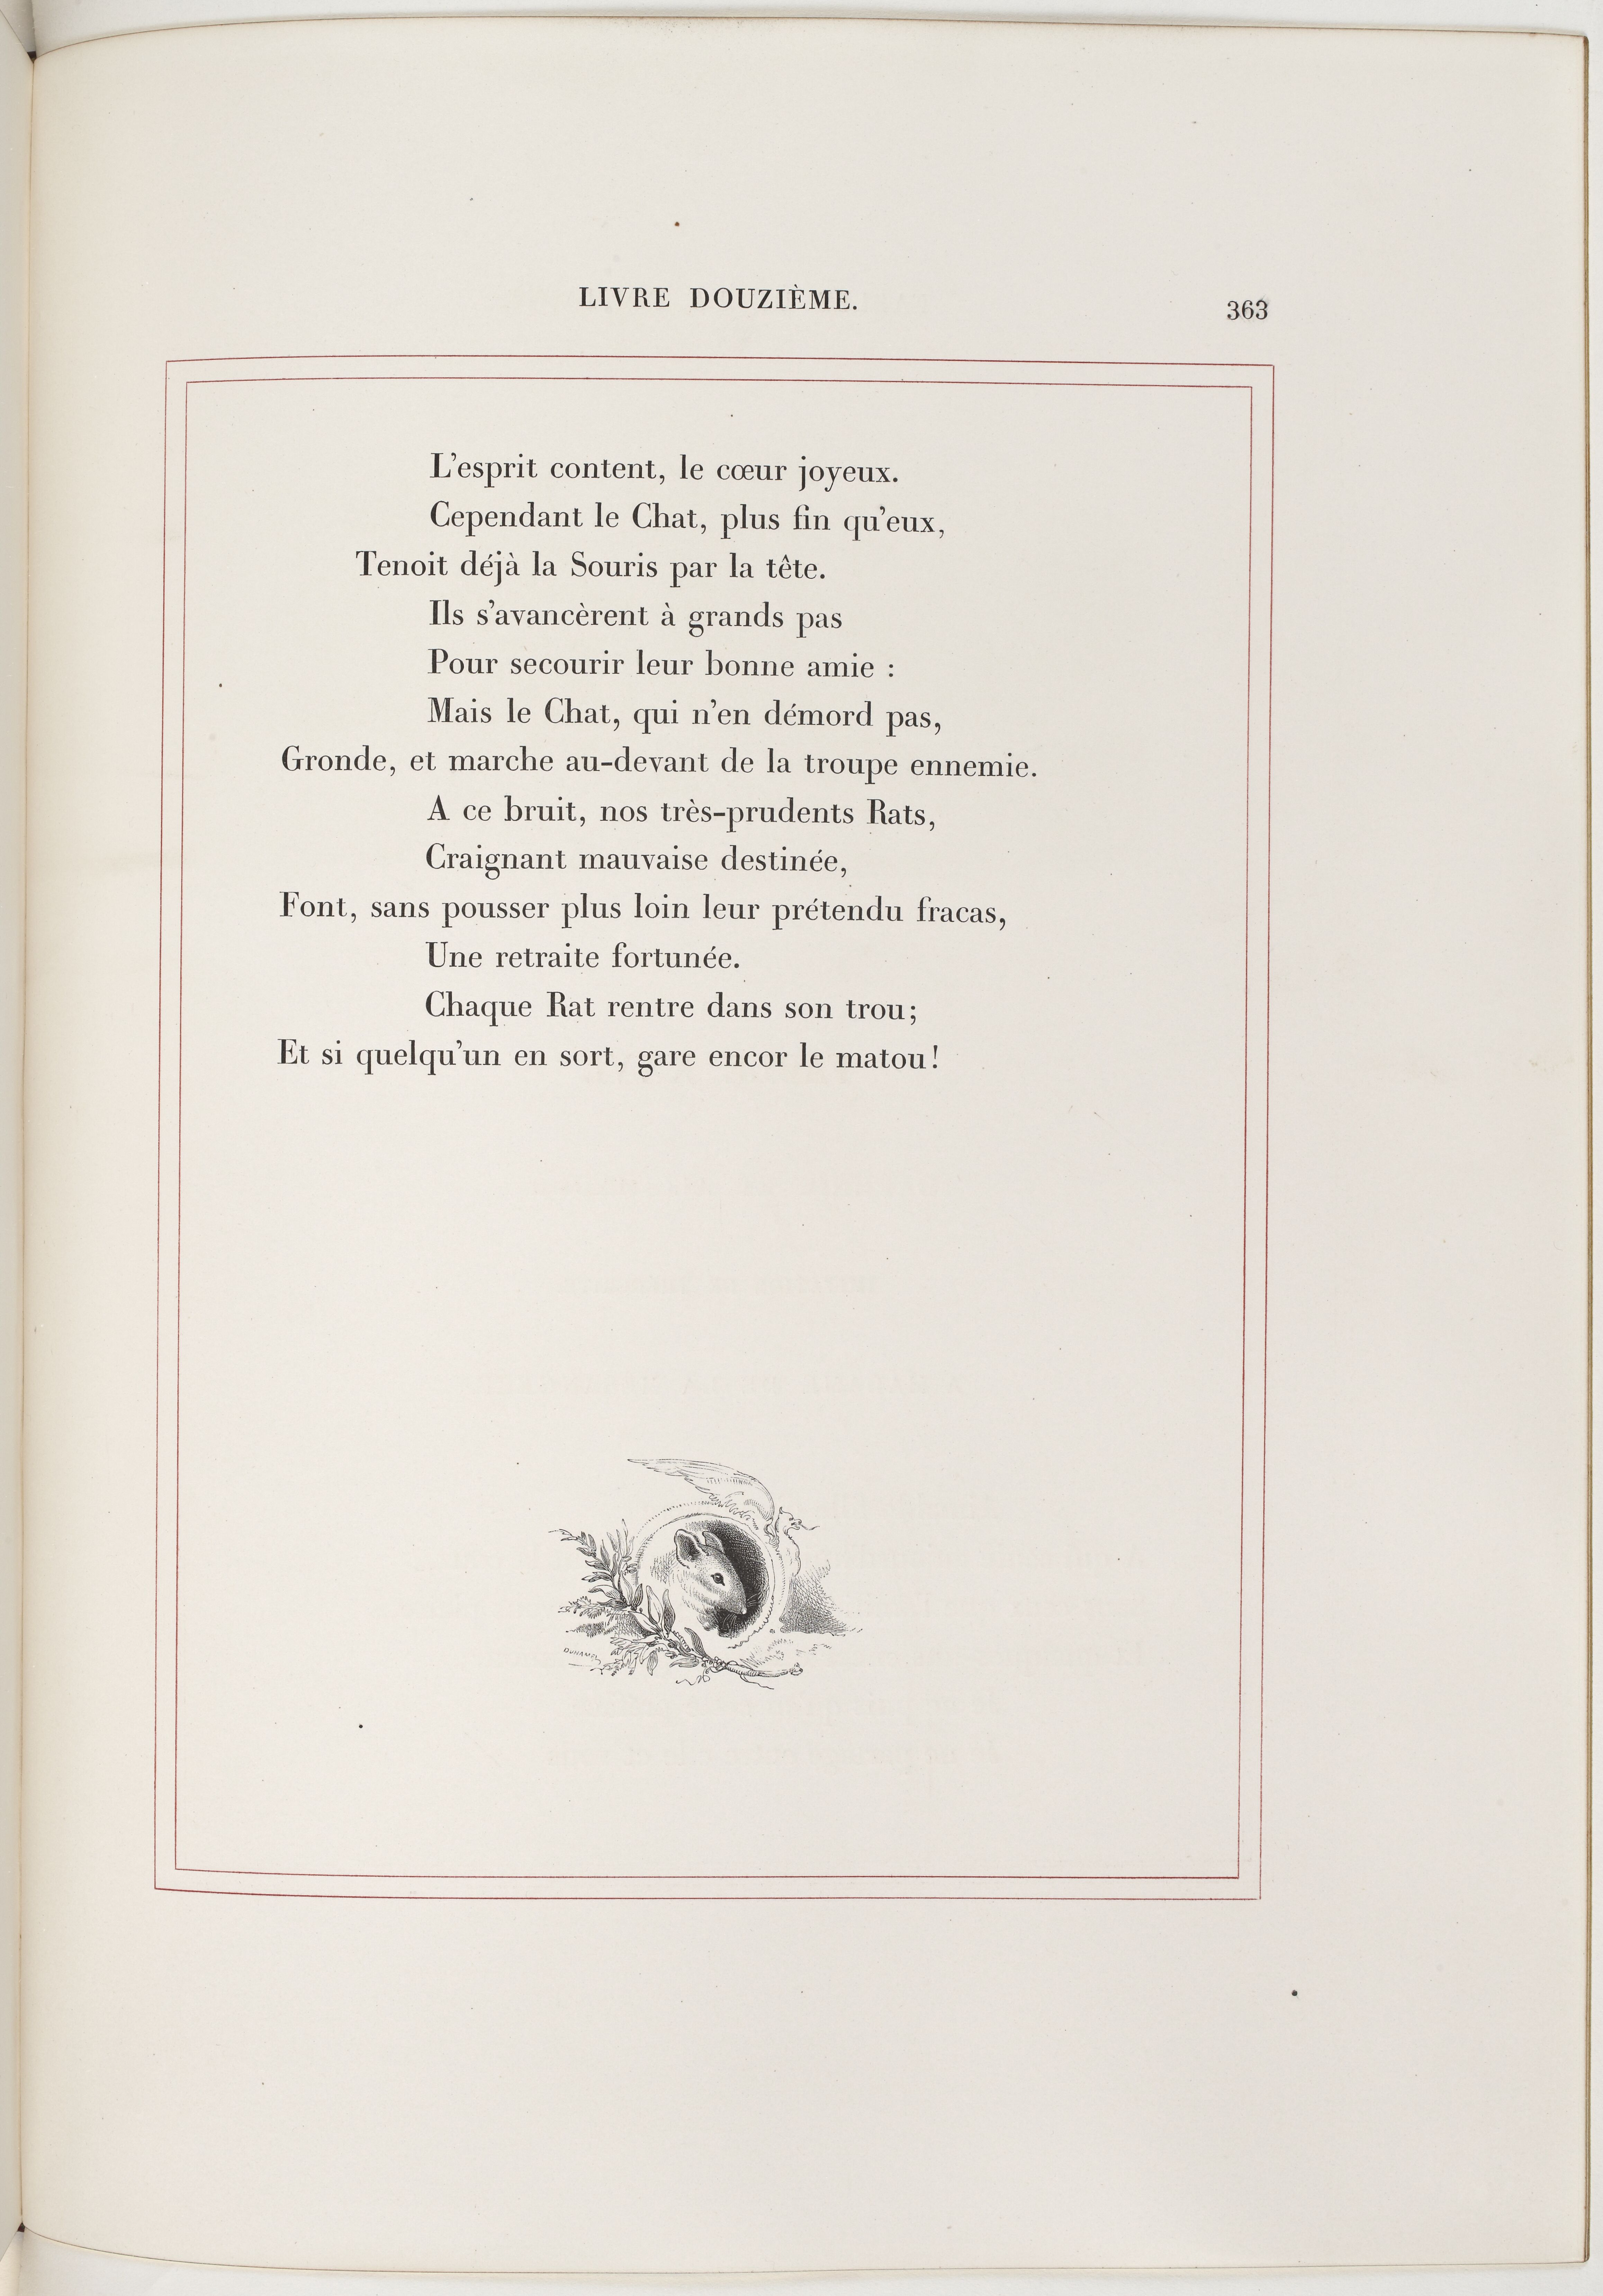 LIVRE DOUZIÈME.
363
L'esprit content, le cœur joyeux.
Cependant le Chat, plus fin qu'eux,
Tenoit déjà la Souris par la tête.
Ils s'avancèrent à grands pas
Pour secourir leur bonne amie :
Mais le Chat, qui n'en démord pas,
Gronde, et marche au-devant de la troupe ennemie.
A ce bruit, nos très-prudents Rats,
Craignant mauvaise destinée,
Font, sans pousser plus loin leur prétendu fracas,
Une retraite fortunée.
Chaque Rat rentre dans son trou;
Et si quelqu'un en sort, gare encor le matou!
DUHAMEL